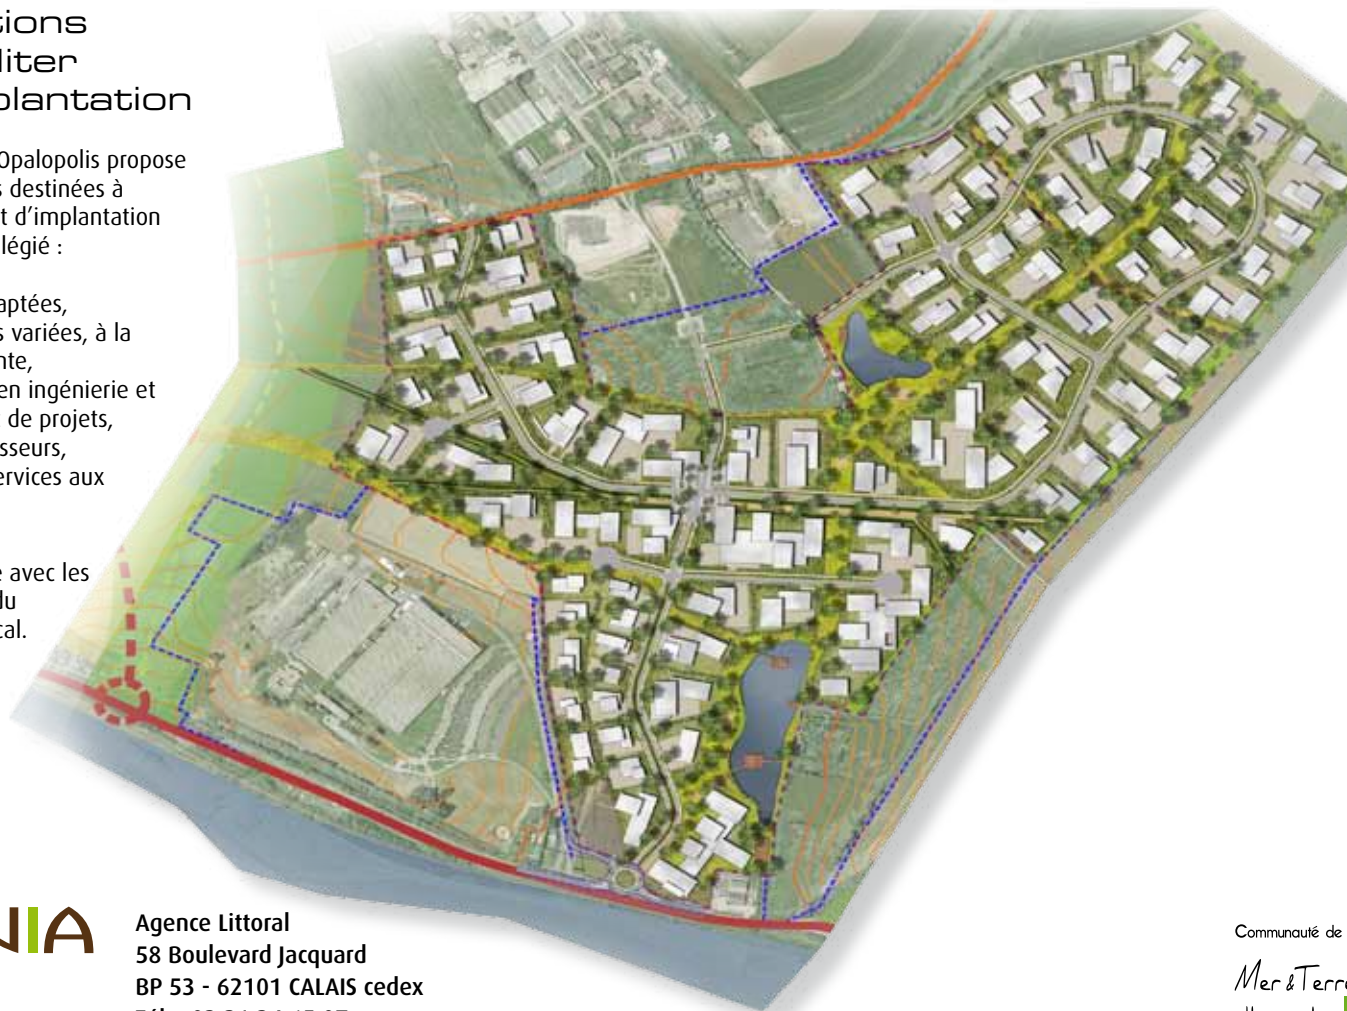 tions
liter
plantation
Opalopolis propose
s destinées à
t d’implantation
légié :
aptées,
s variées, à la
nte,
en ingénierie et
t de projets,
sseurs,
ervices aux
e avec les
du
cal.
NIA
Agence Littoral
58 Boulevard Jacquard
BP 53 - 62101 CALAIS cedex
Communauté de
Mer & Terre